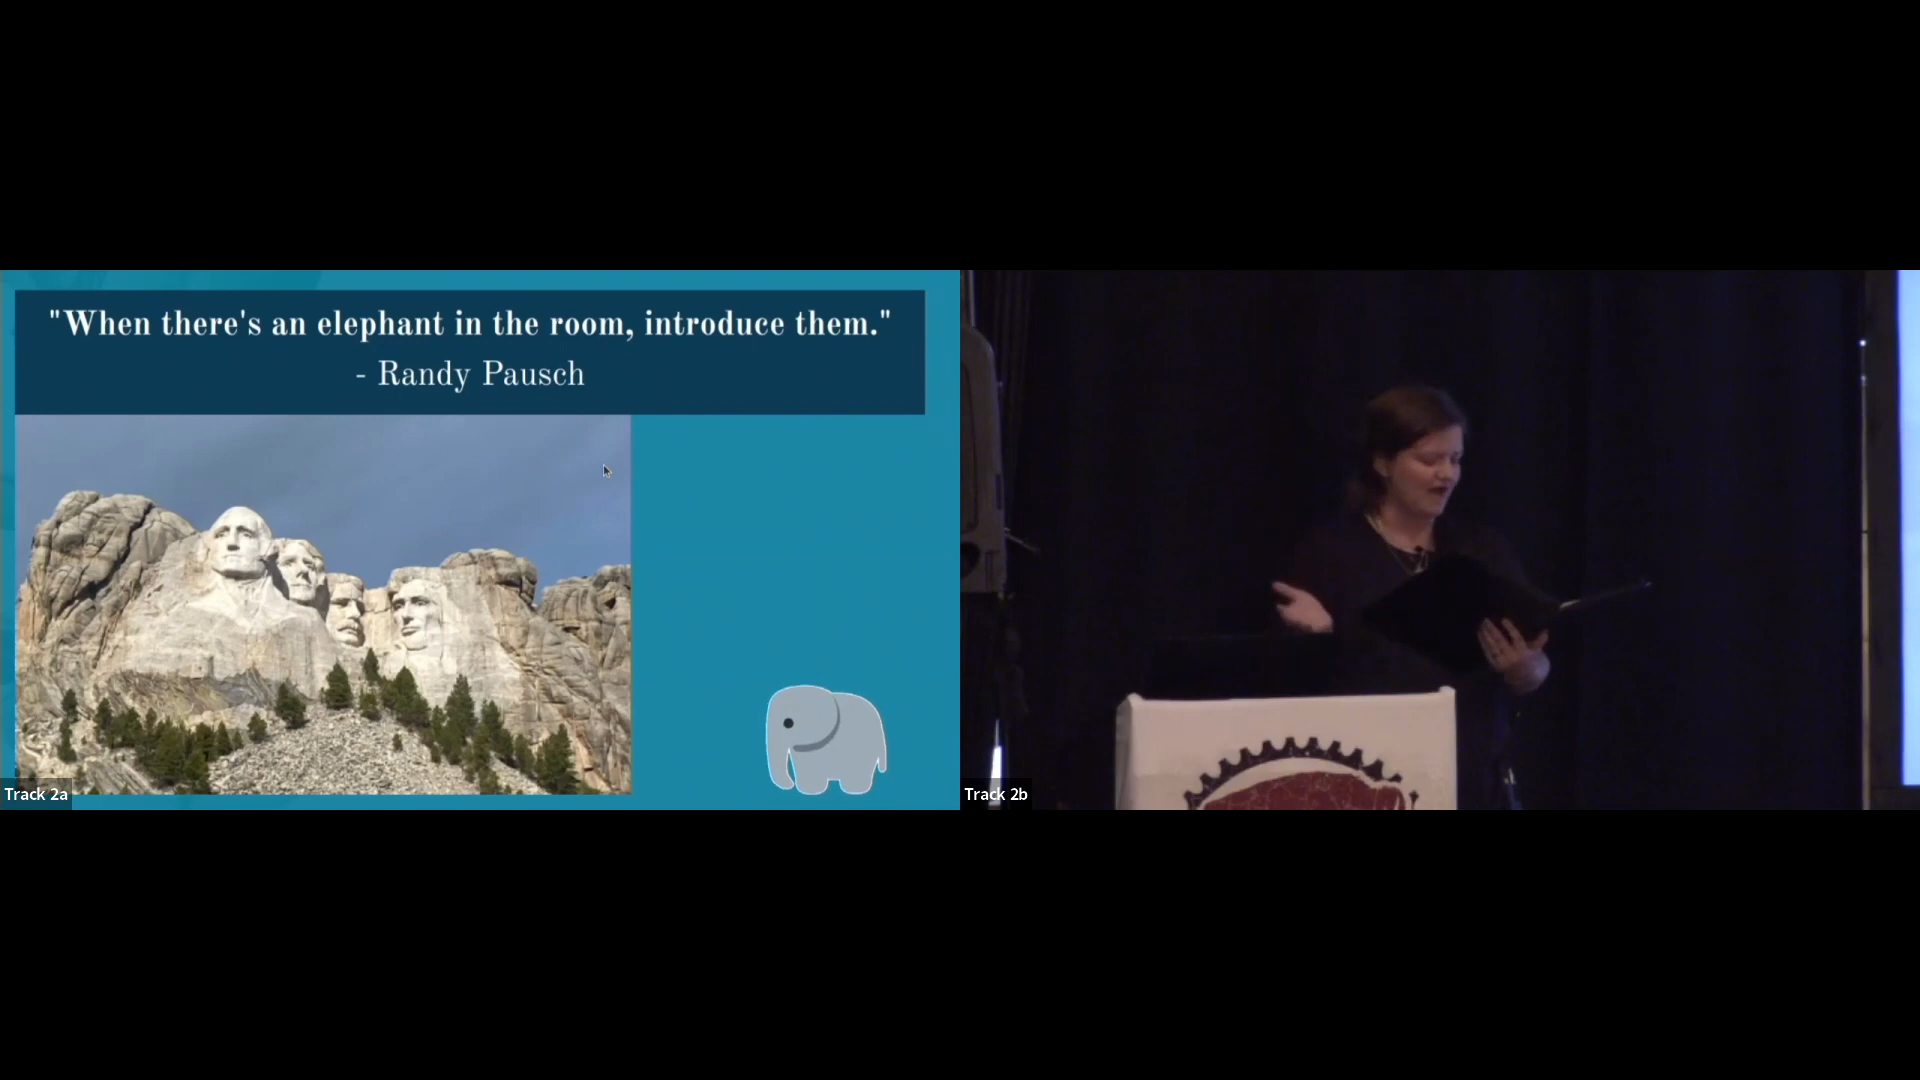 "When there's an elephant in the room, introduce them."
- Randy Pausch
Track 2a
Track 2b